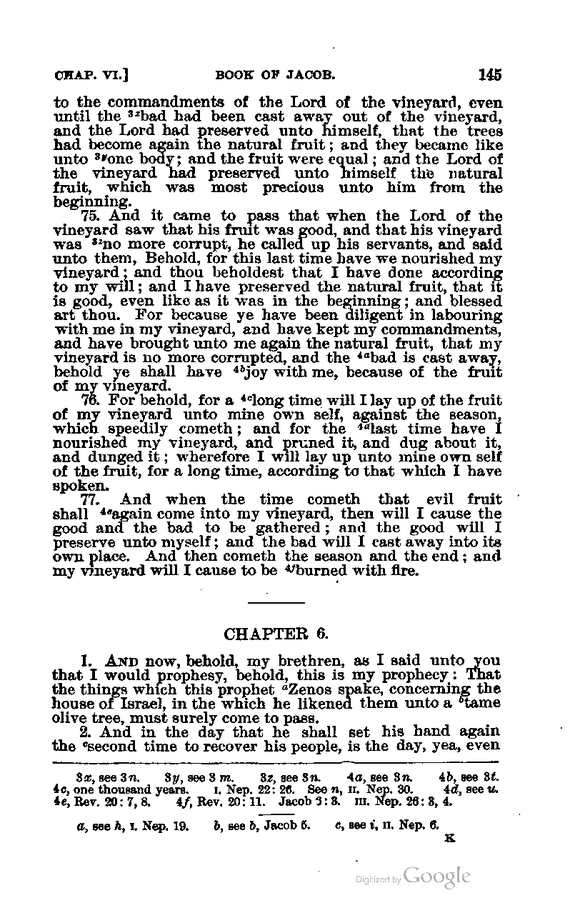 CHAP. VI.] BOOK OF JACOB. 145
to the commandments of the Lord of the vineyard, even
until the ³ˣbad had been cast away out of the vineyard,
and the Lord had preserved unto himself, that the trees
had become again the natural fruit; and they became like
unto ³ʸone body; and the fruit were equal; and the Lord of
the vineyard had preserved unto himself the natural
fruit, which was most precious unto him from the
beginning.
75. And it came to pass that when the Lord of the
vineyard saw that his fruit was good, and that his vineyard
was ³ᶻno more corrupt, he called up his servants, and said
unto them, Behold, for this last time have we nourished my
vineyard; and thou beholdest that I have done according
to my will; and I have preserved the natural fruit, that it
is good, even like as it was in the beginning; and blessed
art thou. For because ye have been diligent in labouring
with me in my vineyard, and have kept my commandments,
and have brought unto me again the natural fruit, that my
vineyard is no more corrupted, and the ⁴ᵃbad is cast away,
behold ye shall have ⁴ᵇjoy with me, because of the fruit
of my vineyard.
76. For behold, for a ⁴ᶜlong time will I lay up of the fruit
of my vineyard unto mine own self, against the season,
which speedily cometh; and for the ⁴ᵈlast time have I
nourished my vineyard, and pruned it, and dug about it,
and dunged it; wherefore I will lay up unto mine own self
of the fruit, for a long time, according to that which I have
spoken.
77. And when the time cometh that evil fruit
shall ⁴ᵉagain come into my vineyard, then will I cause the
good and the bad to be gathered; and the good will I
preserve unto myself; and the bad will I cast away into its
own place. And then cometh the season and the end; and
my vineyard will I cause to be ⁴ᶠburned with fire.
CHAPTER 6.
1. AND now, behold, my brethren, as I said unto you
that I would prophesy, behold, this is my prophecy: That
the things which this prophet ᵃZenos spake, concerning the
house of Israel, in the which he likened them unto a ᵇtame
olive tree, must surely come to pass.
2. And in the day that he shall set his hand again
the ᶜsecond time to recover his people, is the day, yea, even
3x, see 3n. 3y, see 3m. 3z, see 3n. 4a, see 3n. 4b, see 3t.
4c, one thousand years. I. Nep. 22: 26. See n, II. Nep. 30. 4d, see u.
4e, Rev. 20: 7, 8. 4f, Rev. 20: 11. Jacob 6: 3. III. Nep. 26: 3, 4.
a, see h, I. Nep. 19. b, see b, Jacob 5. c, see i, II. Nep. 6.
K
Digitized by Google